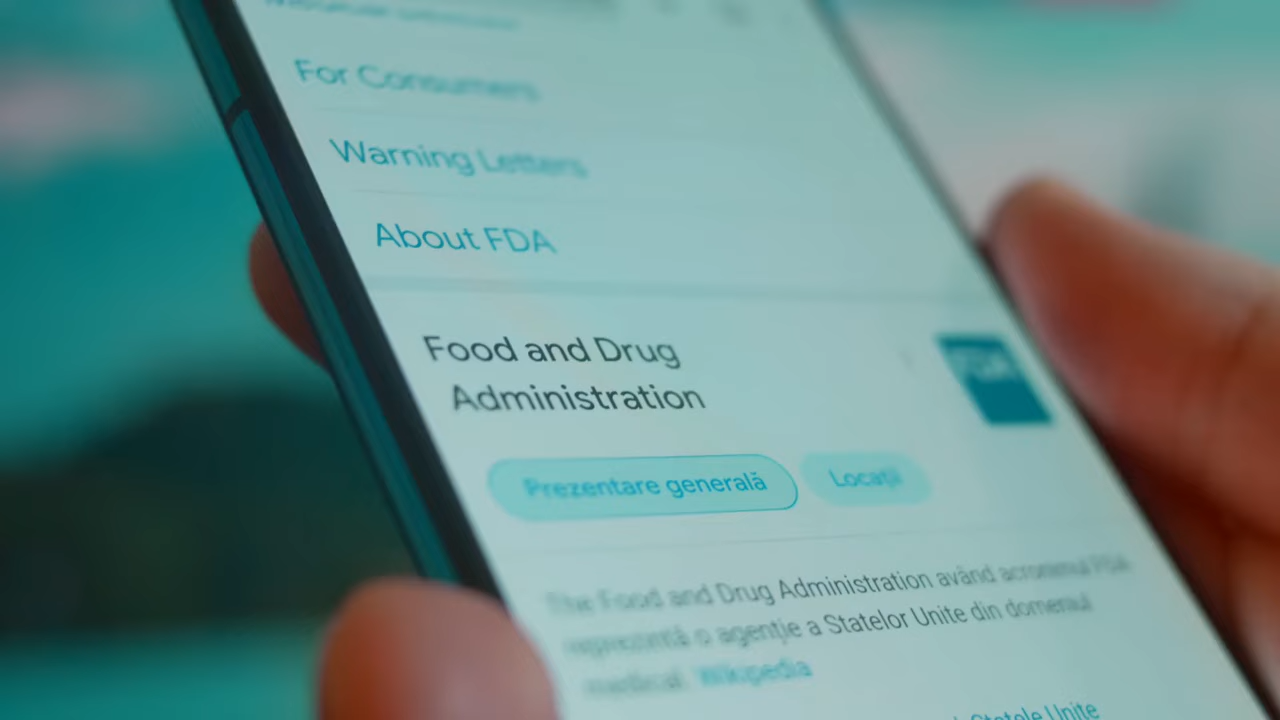 For Consumers
Warning Letters
About FDA
Food and Drug
Administration
FDA
Prezentare generală
Locații
The Food and Drug Administration având acronimul FDA
reprezintă o agenție a Statelor Unite din domeniul
medical. Wikipedia
Statele Unite